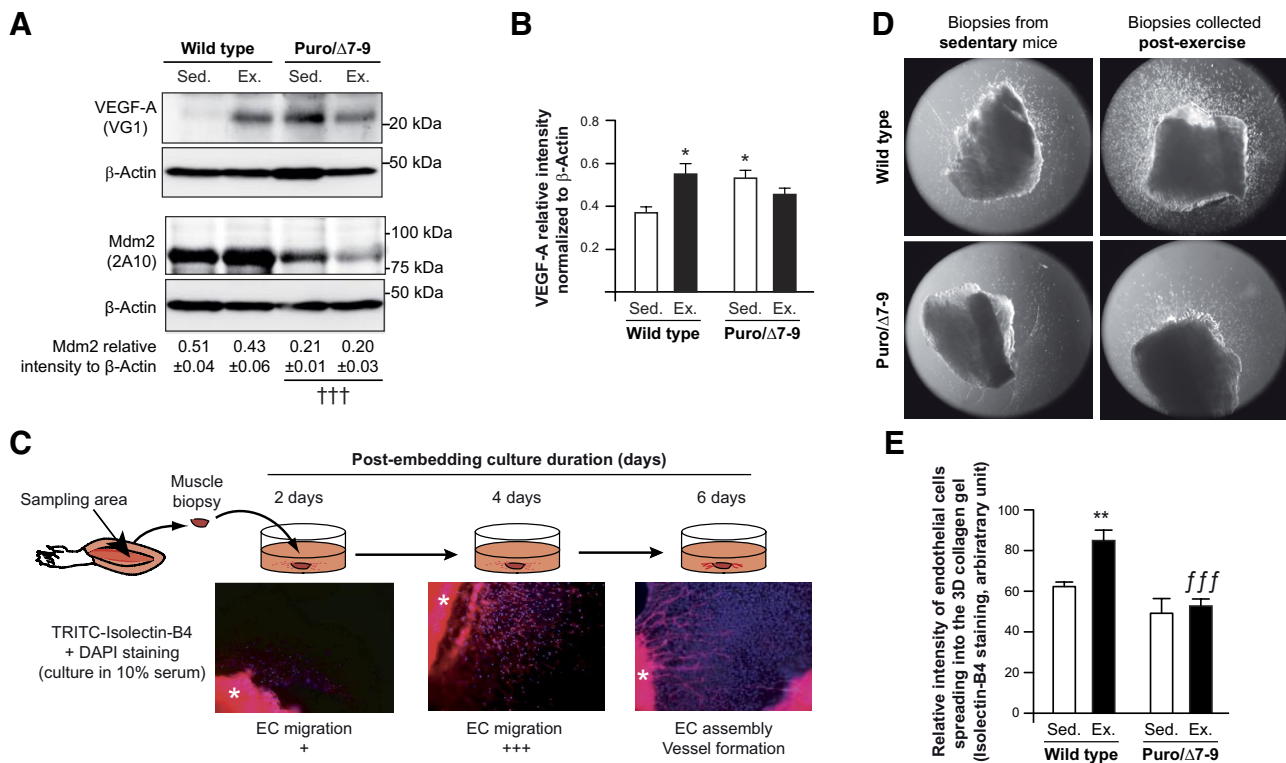 A
Wild type
Puro/Δ7-9
Sed.
Ex.
Sed.
Ex.
VEGF-A
(VG1)
20 kDa
β-Actin
50 kDa
Mdm2
(2A10)
100 kDa
75 kDa
β-Actin
50 kDa
Mdm2 relative
intensity to β-Actin
0.51
±0.04
0.43
±0.06
0.21
±0.01
0.20
±0.03
†††
B
VEGF-A relative intensity
normalized to β-Actin
0.8
0.6
0.4
0.2
*
*
Sed.
Ex.
Sed.
Ex.
Wild type
Puro/Δ7-9
C
Post-embedding culture duration (days)
Sampling area
Muscle
biopsy
2 days
4 days
6 days
TRITC-Isolectin-B4
+ DAPI staining
(culture in 10% serum)
*
*
*
EC migration
+
EC migration
+++
EC assembly
Vessel formation
D
Biopsies from
sedentary mice
Biopsies collected
post-exercise
Wild type
Puro/Δ7-9
E
Relative intensity of endothelial cells
spreading into the 3D collagen gel
(Isolectin-B4 staining, arbiratrary unit)
100
80
60
40
20
0
**
ƒƒƒ
Sed.
Ex.
Sed.
Ex.
Wild type
Puro/Δ7-9